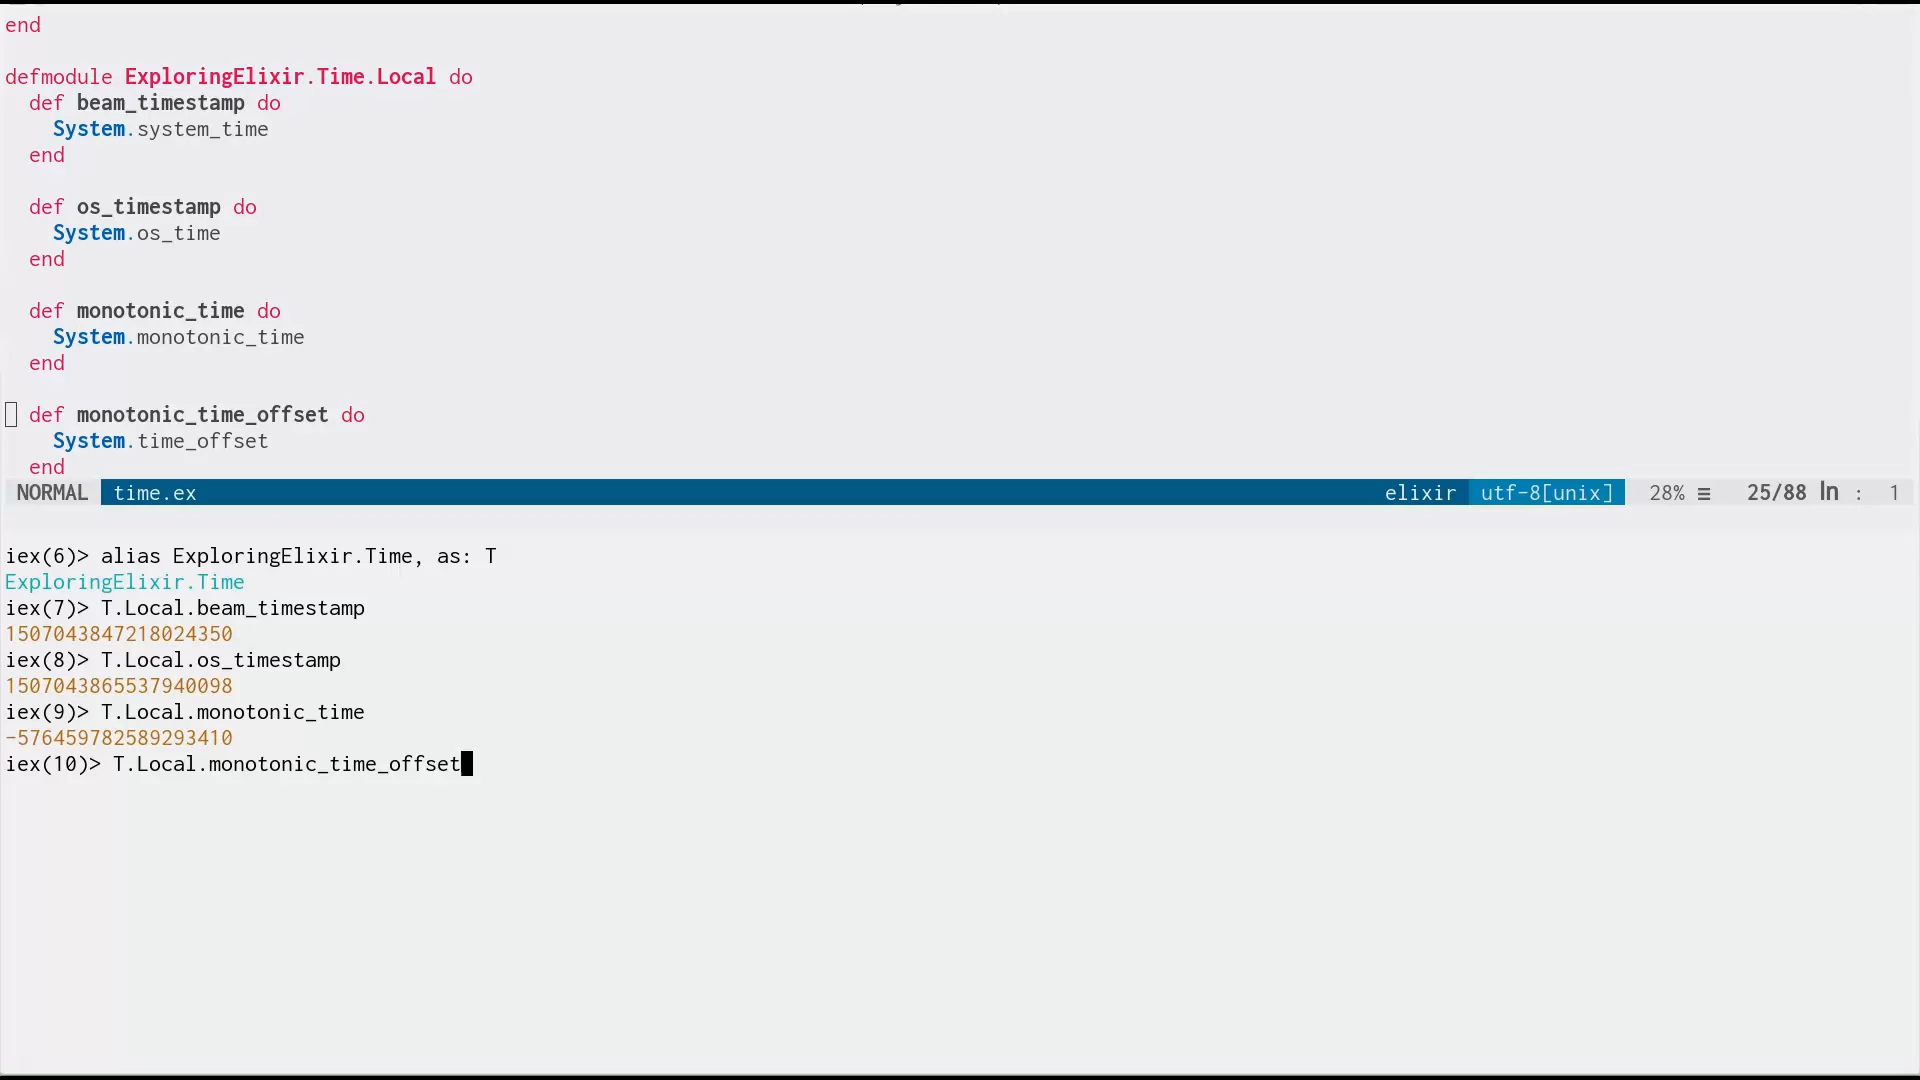 end
defmodule ExploringElixir.Time.Local do
  def beam_timestamp do
    System.system_time
  end
  def os_timestamp do
    System.os_time
  end
  def monotonic_time do
    System.monotonic_time
  end
  def monotonic_time_offset do
    System.time_offset
  end
NORMAL time.ex elixir utf-8[unix] 28% ≡ 25/88 ln : 1
iex(6)> alias ExploringElixir.Time, as: T
ExploringElixir.Time
iex(7)> T.Local.beam_timestamp
1507043847218024350
iex(8)> T.Local.os_timestamp
1507043865537940098
iex(9)> T.Local.monotonic_time
-576459782589293410
iex(10)> T.Local.monotonic_time_offset